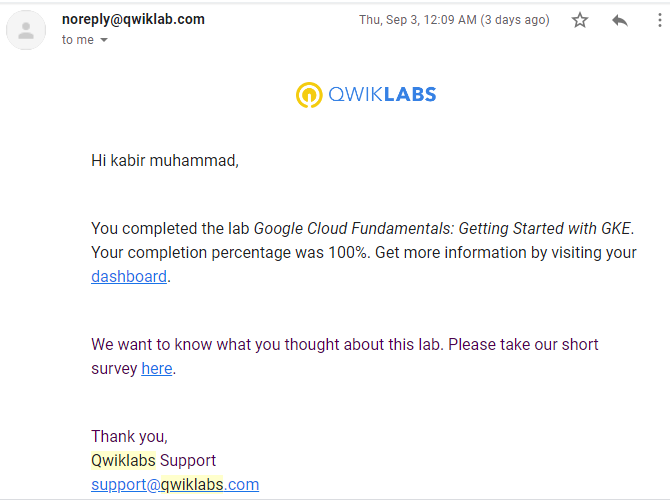 noreply@qwiklab.com
Thu, Sep 3, 12:09 AM (3 days ago)
to me
QWIKLABS
Hi kabir muhammad,
You completed the lab Google Cloud Fundamentals: Getting Started with GKE.
Your completion percentage was 100%. Get more information by visiting your
dashboard.
We want to know what you thought about this lab. Please take our short
survey here.
Thank you,
Qwiklabs Support
support@qwiklabs.com